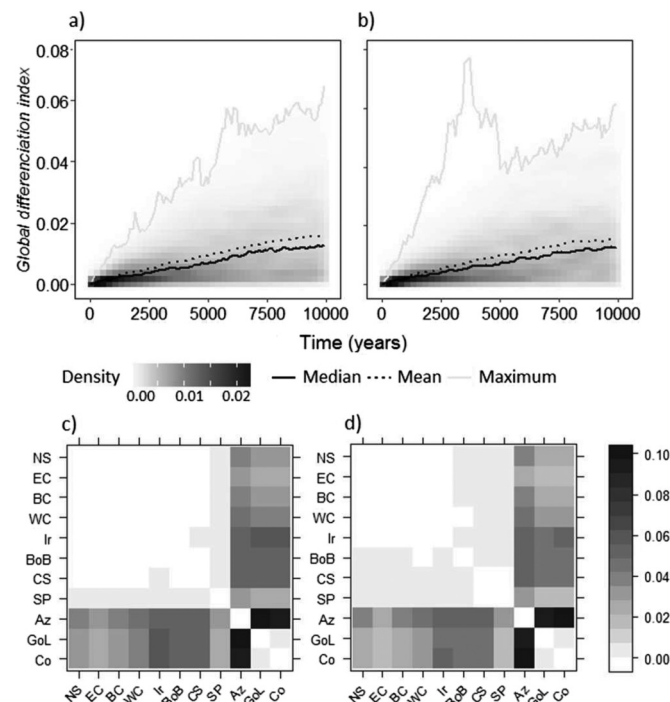 a)
b)
Global differenciation index
0.08
0.06
0.04
0.02
0.00
0 2500 5000 7500 10000
0 2500 5000 7500 10000
Time (years)
Density
0.00 0.01 0.02
Median Mean Maximum
c)
d)
NS
EC
BC
WC
Ir
BoB
CS
SP
Az
GoL
Co
NS EC BC WC Ir BoB CS SP Az GoL Co
NS
EC
BC
WC
Ir
BoB
CS
SP
Az
GoL
Co
NS EC BC WC Ir BoB CS SP Az GoL Co
0.10
0.08
0.06
0.04
0.02
0.00